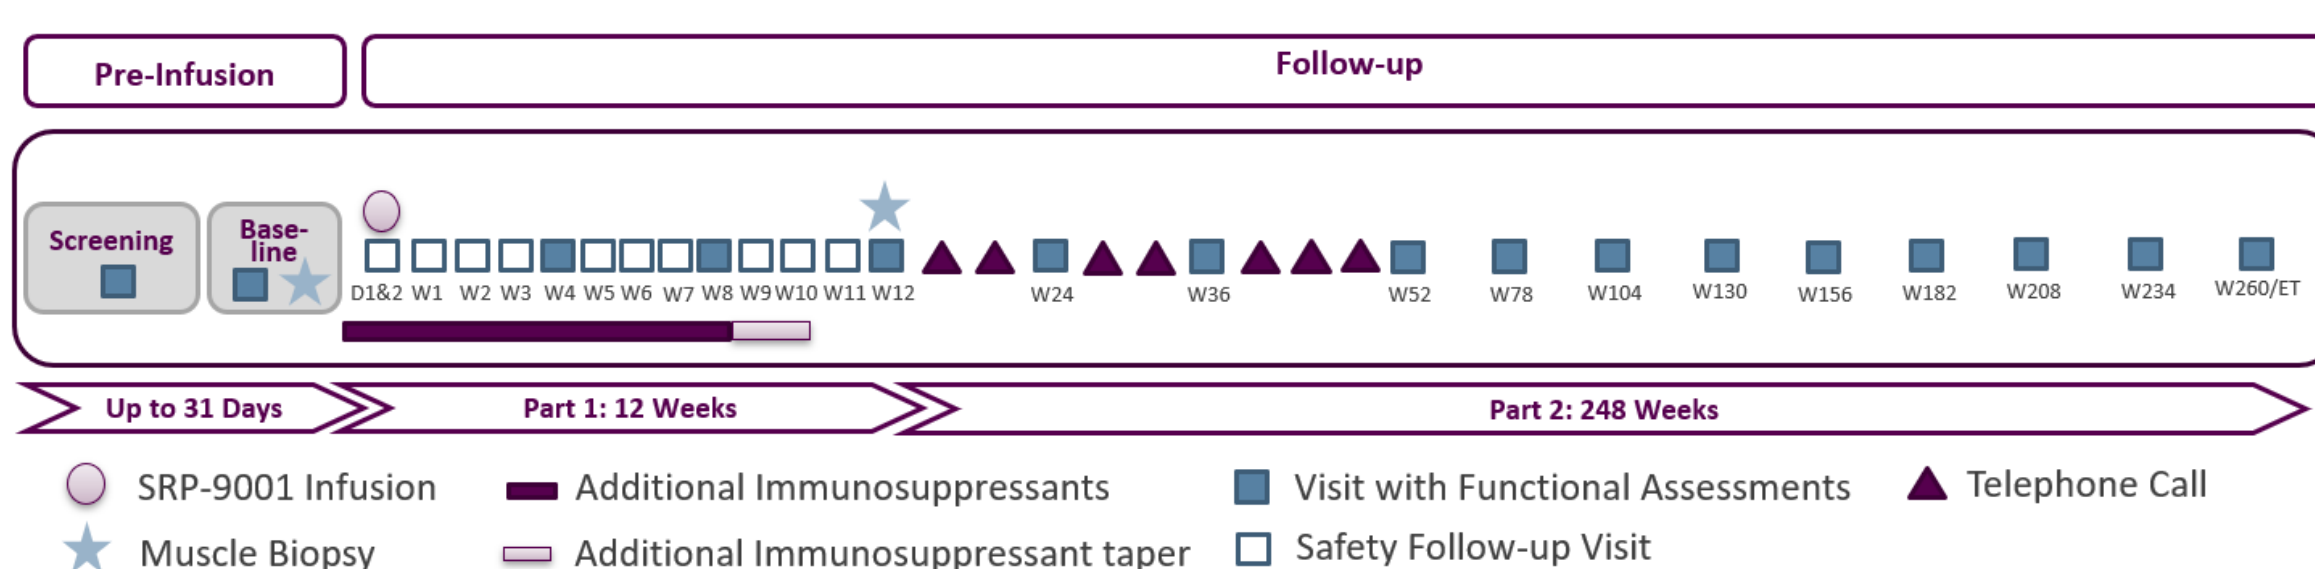 Pre-Infusion
Follow-up
Screening
Base-
line
D1&2 W1 W2 W3 W4 W5 W6 W7 W8 W9 W10 W11 W12 W24 W36 W52 W78 W104 W130 W156 W182 W208 W234 W260/ET
Up to 31 Days
Part 1: 12 Weeks
Part 2: 248 Weeks
SRP-9001 Infusion
Additional Immunosuppressants
Visit with Functional Assessments
Telephone Call
Muscle Biopsy
Additional Immunosuppressant taper
Safety Follow-up Visit